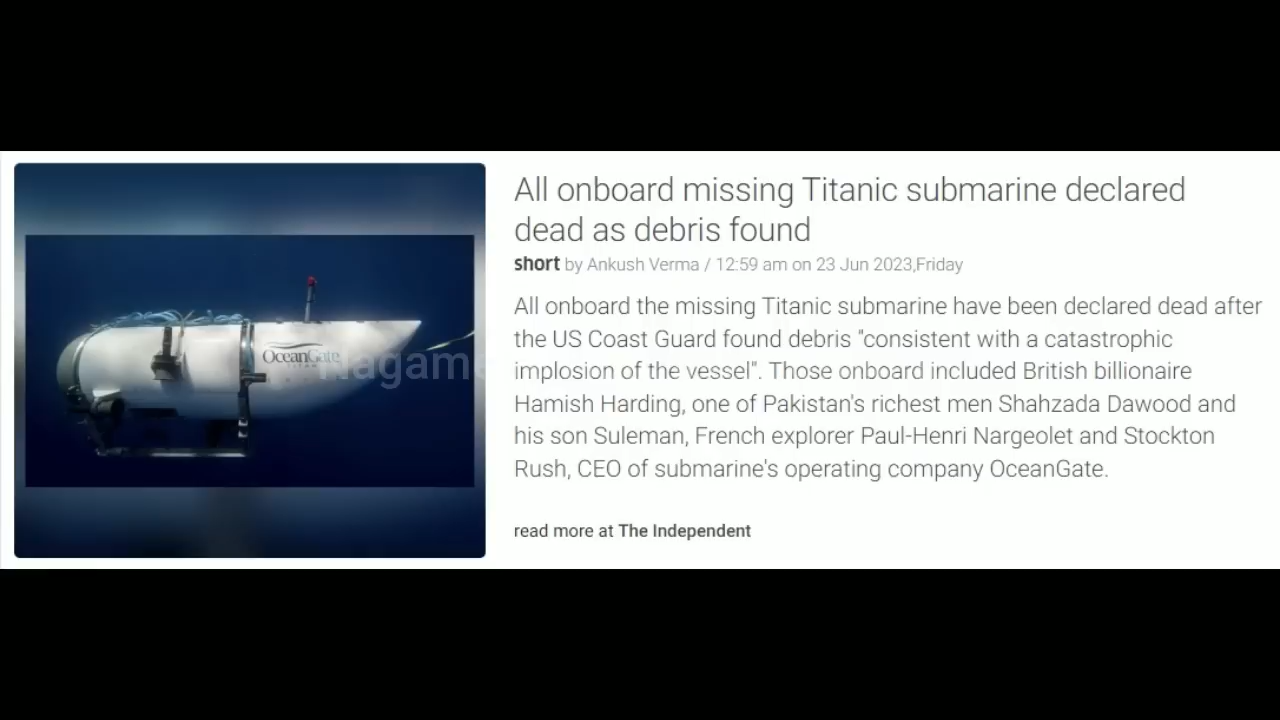 All onboard missing Titanic submarine declared
dead as debris found
short by Ankush Verma / 12:59 am on 23 Jun 2023,Friday
All onboard the missing Titanic submarine have been declared dead after
the US Coast Guard found debris "consistent with a catastrophic
implosion of the vessel". Those onboard included British billionaire
Hamish Harding, one of Pakistan's richest men Shahzada Dawood and
his son Suleman, French explorer Paul-Henri Nargeolet and Stockton
Rush, CEO of submarine's operating company OceanGate.
read more at The Independent
OceanGate